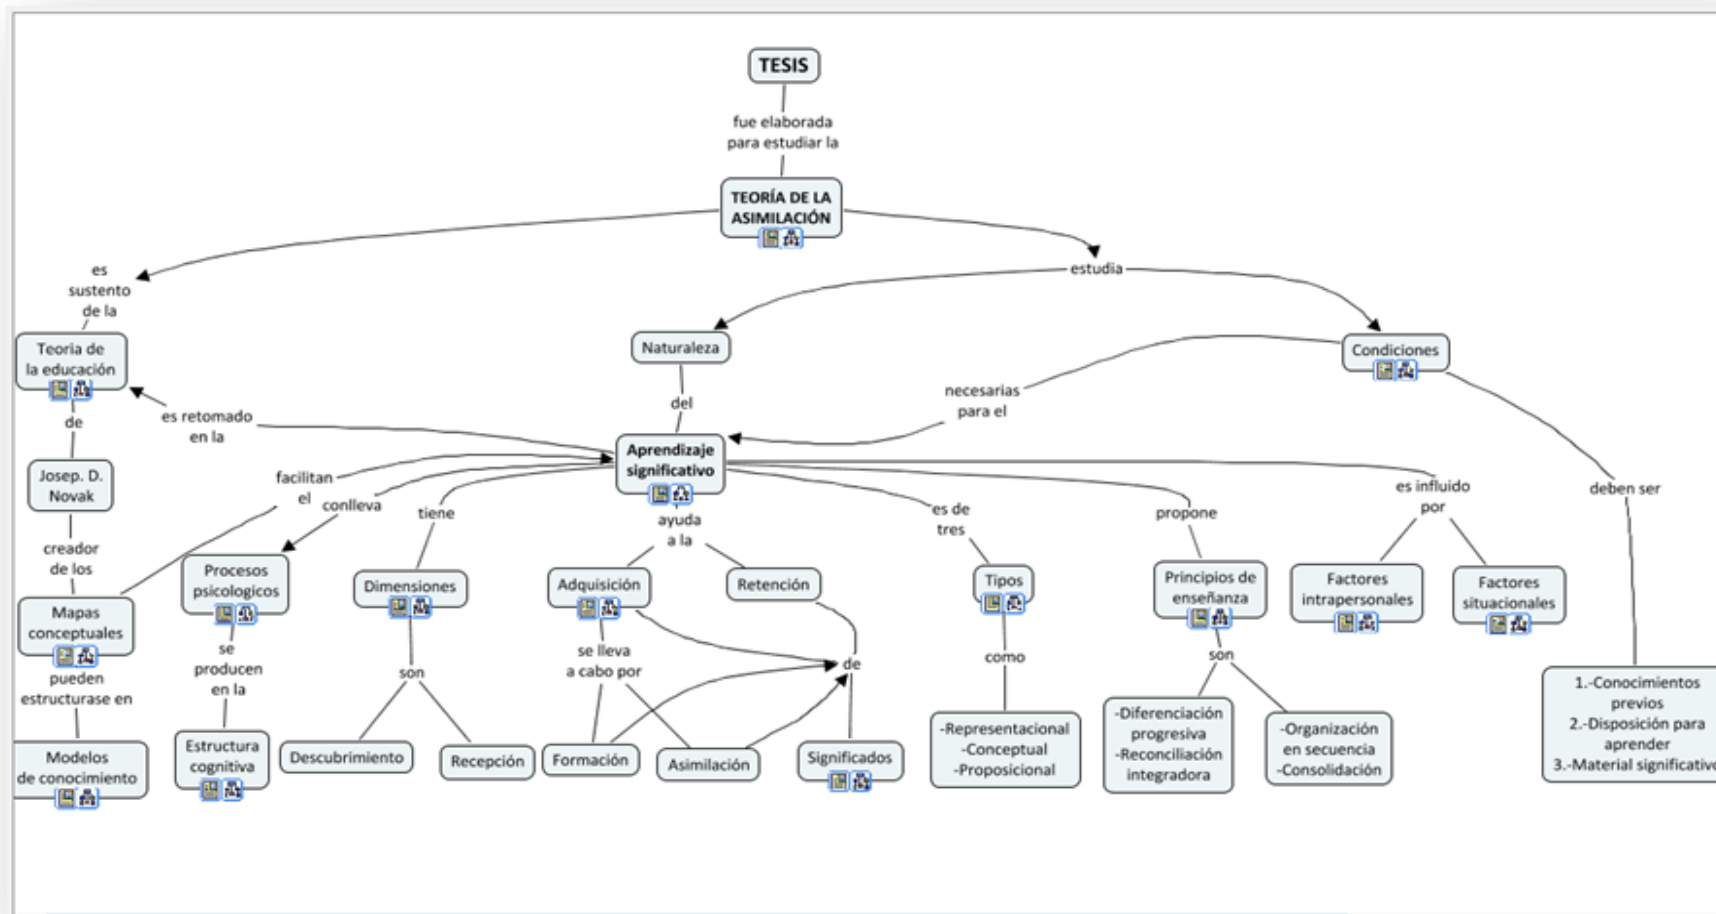 TESIS
fue elaborada
para estudiar la
TEORÍA DE LA
ASIMILACIÓN
es
sustento
de la
estudia
Teoria de
la educación
Naturaleza
Condiciones
de
es retomado
en la
del
necesarias
para el
Josep. D.
Novak
Aprendizaje
significativo
facilitan
el
conlleva
tiene
ayuda
a la
es de
tres
propone
es influido
por
deben ser
creador
de los
Procesos
psicologicos
Dimensiones
Adquisición
Retención
Tipos
Principios de
enseñanza
Factores
intrapersonales
Factores
situacionales
Mapas
conceptuales
se
producen
en la
son
se lleva
a cabo por
de
como
son
pueden
estructurase en
1.-Conocimientos
previos
2.-Disposición para
aprender
3.-Material significativo
Modelos
de conocimiento
Estructura
cognitiva
Descubrimiento
Recepción
Formación
Asimilación
Significados
-Representacional
-Conceptual
-Proposicional
-Diferenciación
progresiva
-Reconciliación
integradora
-Organización
en secuencia
-Consolidación